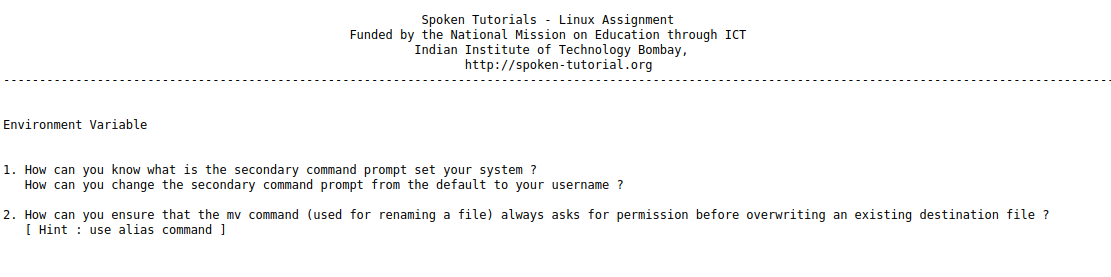 Spoken Tutorials - Linux Assignment
Funded by the National Mission on Education through ICT
Indian Institute of Technology Bombay,
http://spoken-tutorial.org
----------------------------------------------------------------------------------------------------------------------------------------------------------
Environment Variable
1. How can you know what is the secondary command prompt set your system ?
How can you change the secondary command prompt from the default to your username ?
2. How can you ensure that the mv command (used for renaming a file) always asks for permission before overwriting an existing destination file ?
[ Hint : use alias command ]